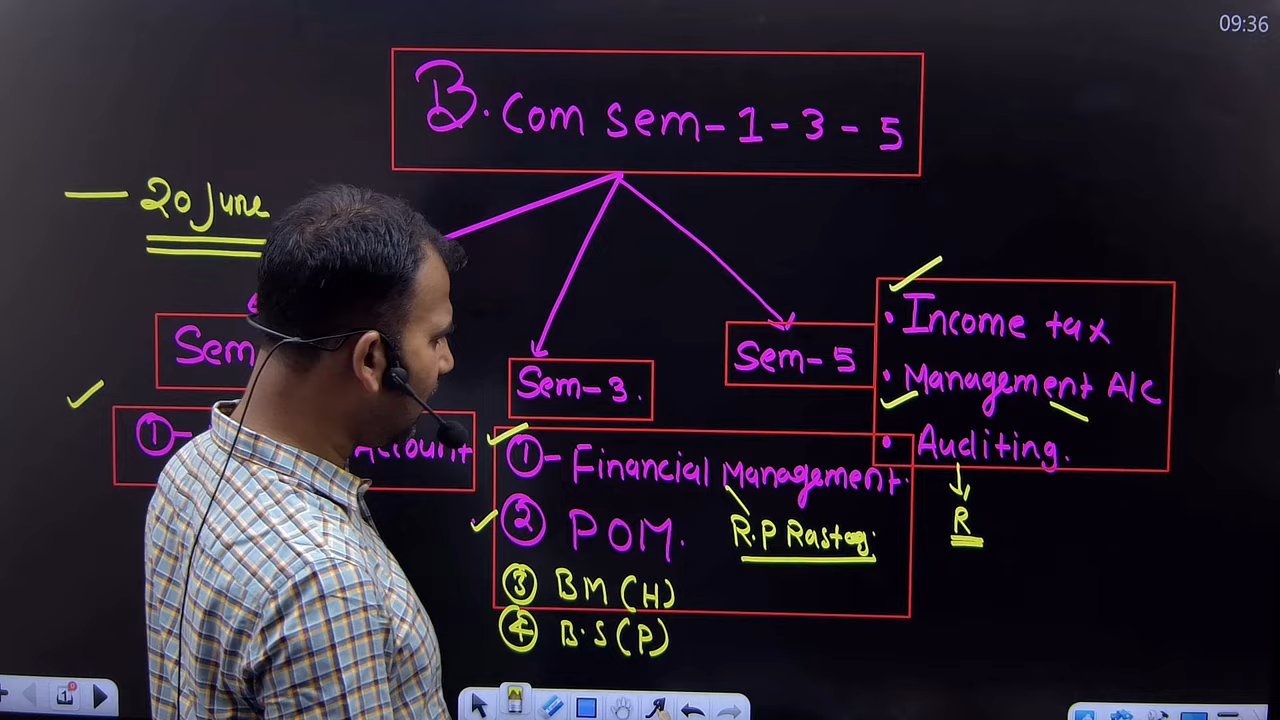 09:36
B.com sem-1-3-5
— 20 June
Sem
①-
Account
Sem-3.
①- Financial Management.
② POM.
R.P Rastogi
③ BM (H)
④ B.S (P)
Sem-5
• Income tax
• Management A/c
• Auditing.
R
1